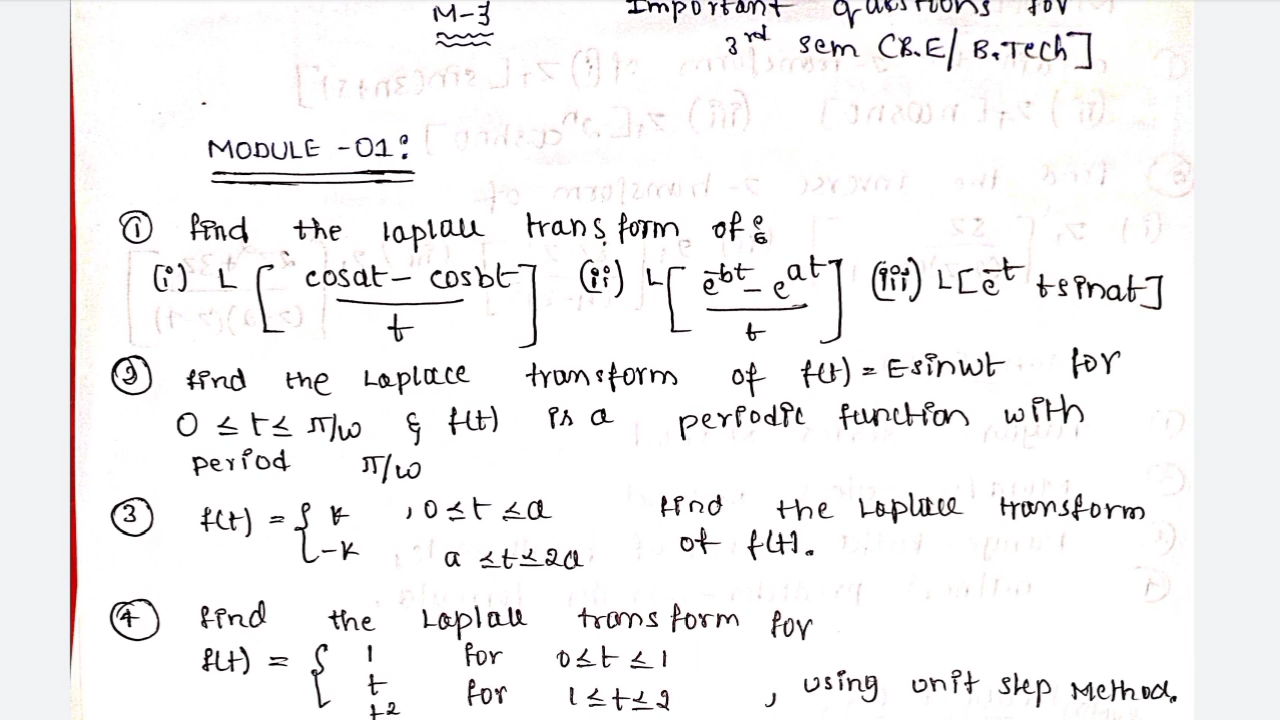 Important questions for
M-3
3rd sem [B.E/B.Tech]
MODULE -01:
① find the laplace transform of :
(i) L[cosat - cosbt / t] (ii) L[e^-bt - e^at / t] (iii) L[e^-t tsinat]
② find the Laplace transform of f(t) = Esinwt for
0 ≤ t ≤ π/w & f(t) is a periodic function with
period π/w
③ f(t) = { k , 0 ≤ t ≤ a find the Laplace transform
-k a ≤ t ≤ 2a of f(t).
④ find the Laplace transform for
f(t) = { 1 for 0 ≤ t ≤ 1
t for 1 ≤ t ≤ 2 , using unit step Method.
t2